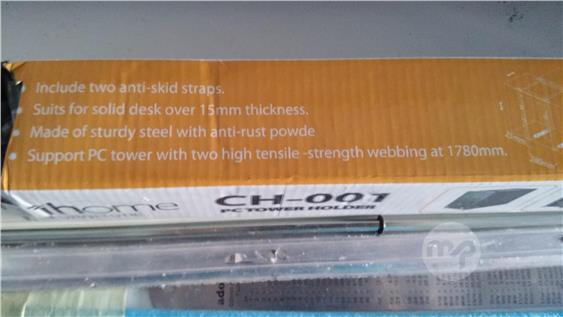 • Include two anti-skid straps.
• Suits for solid desk over 15mm thickness.
• Made of sturdy steel with anti-rust powde
• Support PC tower with two high tensile -strength webbing at 1780mm.
home
CH-001
PC TOWER HOLDER